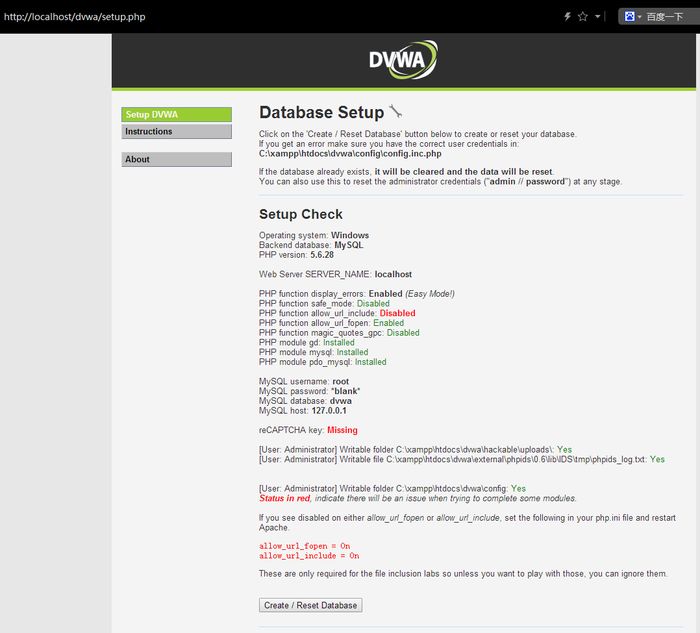 http://localhost/dvwa/setup.php
百度一下
DVWA
Setup DVWA
Instructions
About
Database Setup
Click on the 'Create / Reset Database' button below to create or reset your database.
If you get an error make sure you have the correct user credentials in:
C:\xampp\htdocs\dvwa\config\config.inc.php
If the database already exists, it will be cleared and the data will be reset.
You can also use this to reset the administrator credentials ("admin // password") at any stage.
Setup Check
Operating system: Windows
Backend database: MySQL
PHP version: 5.6.28
Web Server SERVER_NAME: localhost
PHP function display_errors: Enabled (Easy Mode!)
PHP function safe_mode: Disabled
PHP function allow_url_include: Disabled
PHP function allow_url_fopen: Enabled
PHP function magic_quotes_gpc: Disabled
PHP module gd: Installed
PHP module mysql: Installed
PHP module pdo_mysql: Installed
MySQL username: root
MySQL password: *blank*
MySQL database: dvwa
MySQL host: 127.0.0.1
reCAPTCHA key: Missing
[User: Administrator] Writable folder C:\xampp\htdocs\dvwa\hackable\uploads\: Yes
[User: Administrator] Writable file C:\xampp\htdocs\dvwa\external\phpids\0.6\lib\IDS\tmp\phpids_log.txt: Yes
[User: Administrator] Writable folder C:\xampp\htdocs\dvwa\config: Yes
Status in red, indicate there will be an issue when trying to complete some modules.
If you see disabled on either allow_url_fopen or allow_url_include, set the following in your php.ini file and restart
Apache.
allow_url_fopen = On
allow_url_include = On
These are only required for the file inclusion labs so unless you want to play with those, you can ignore them.
Create / Reset Database